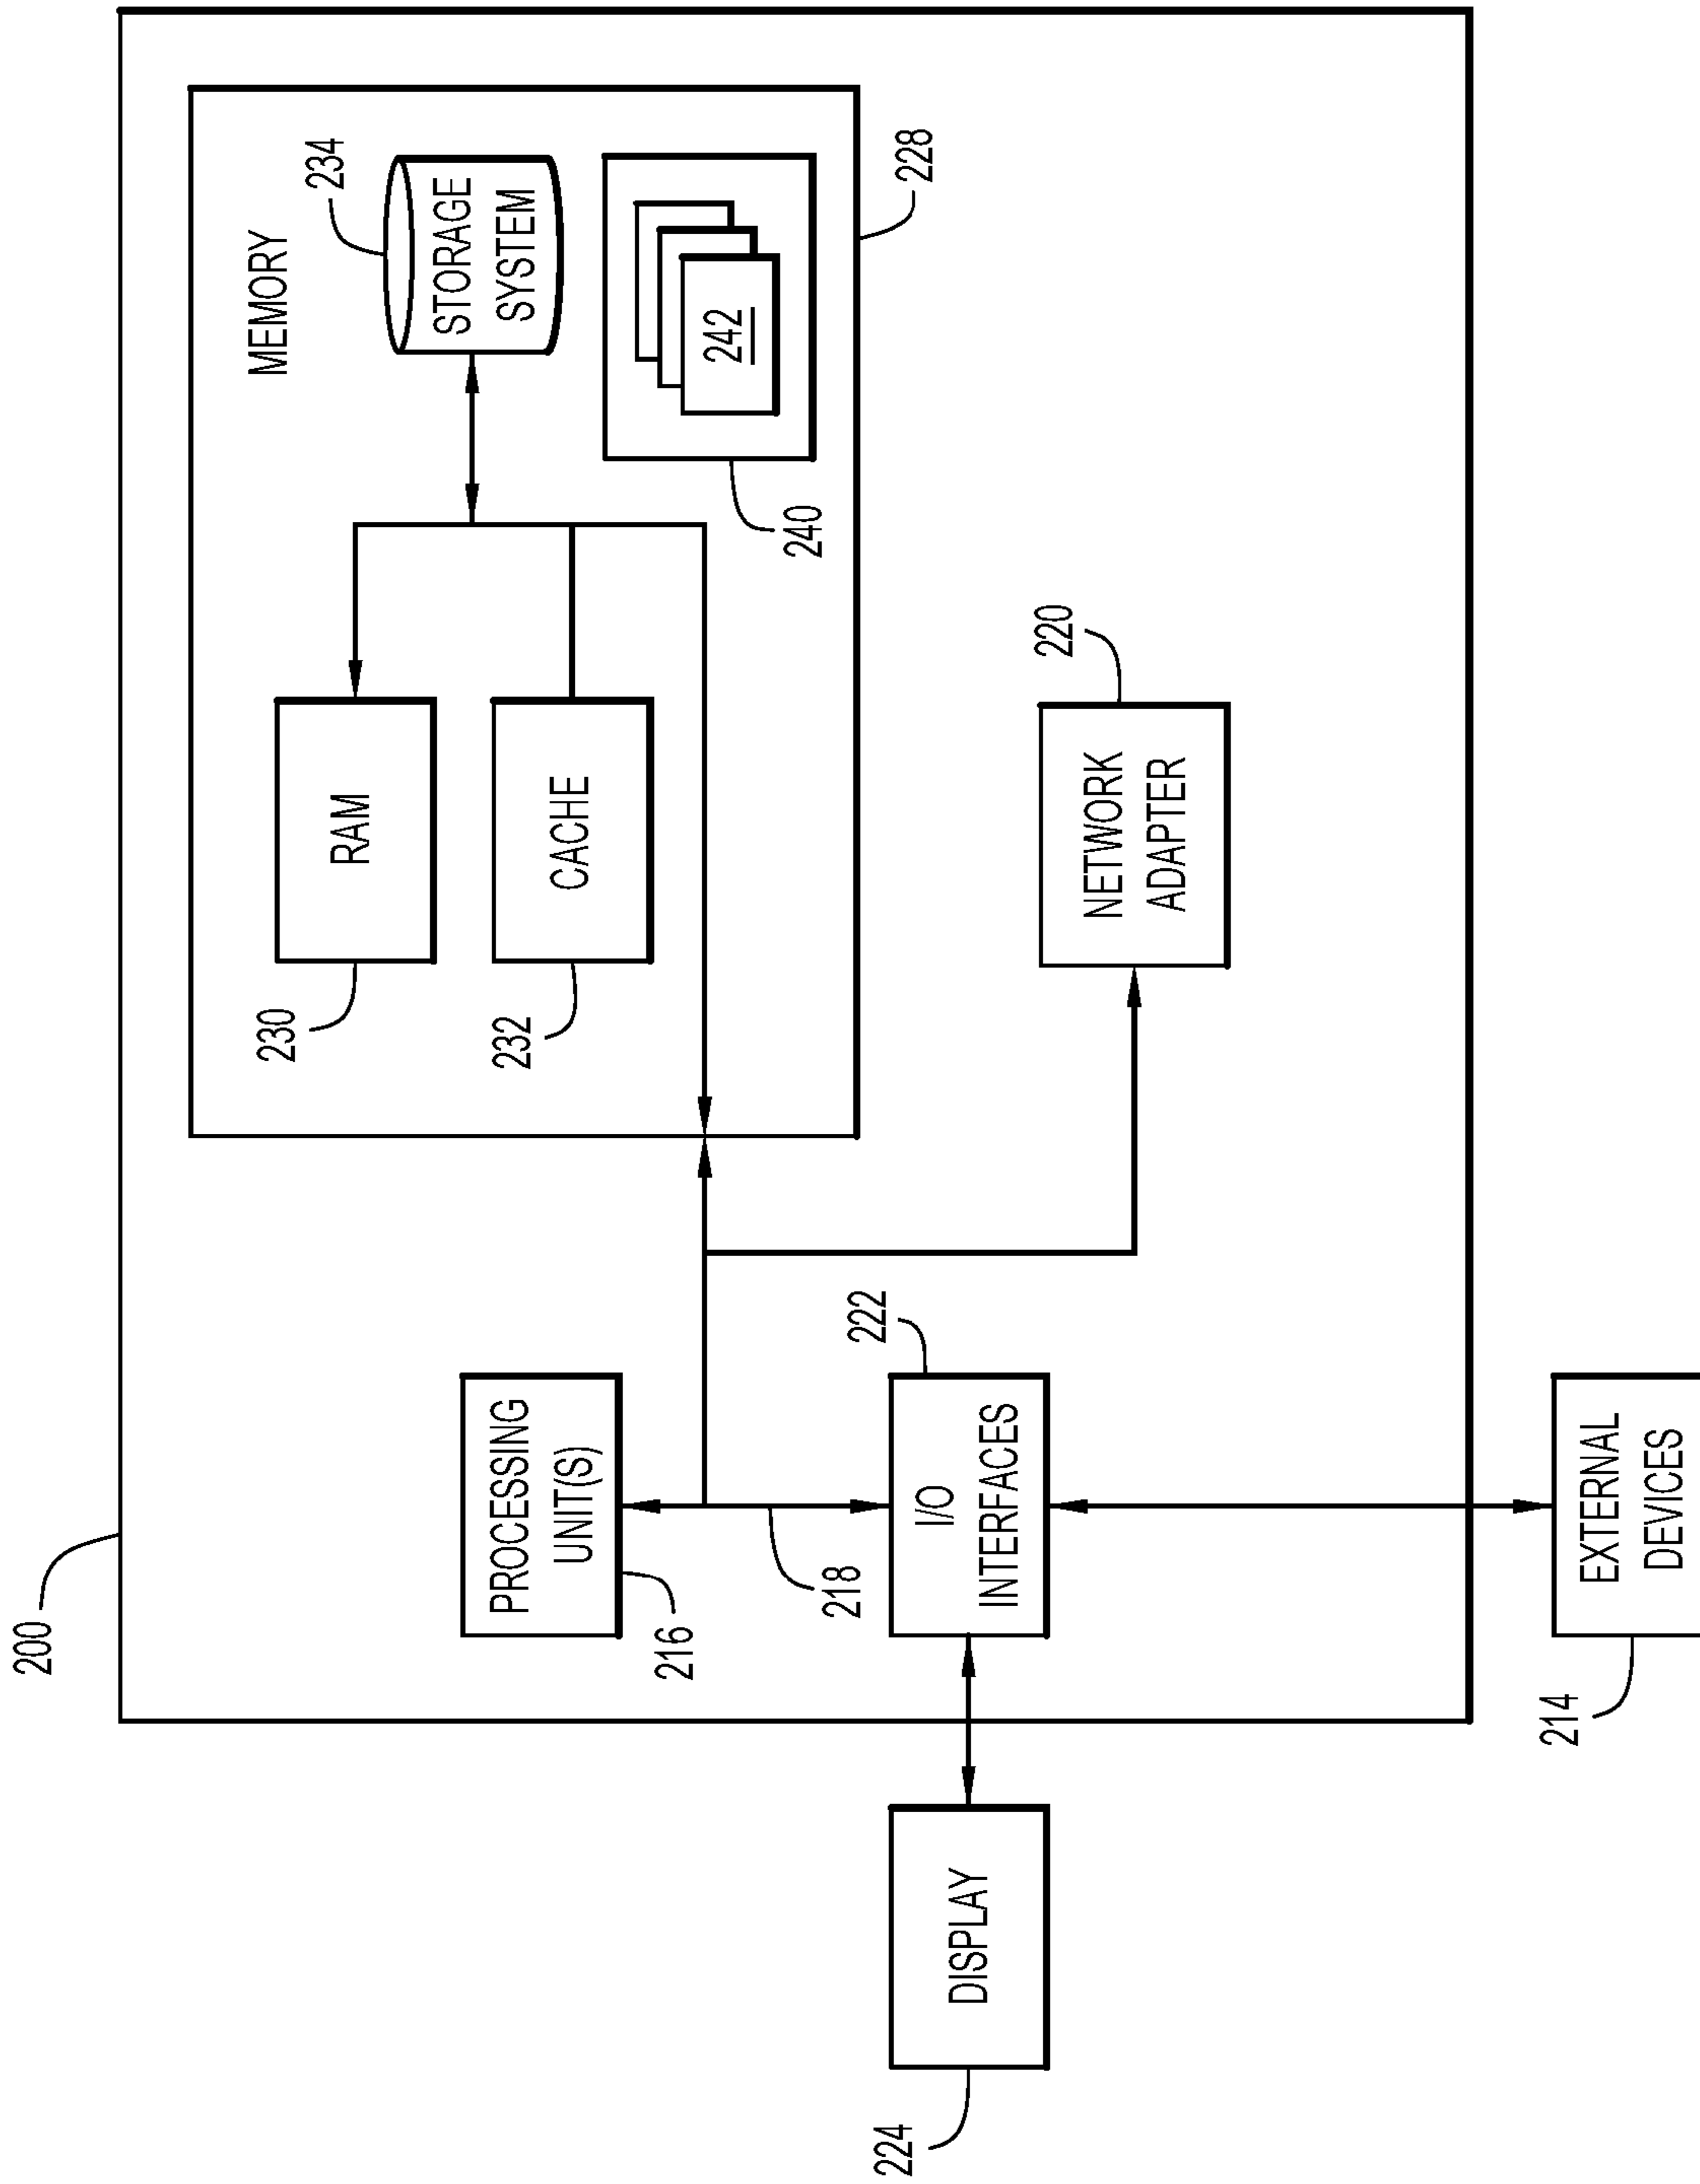 200
MEMORY
234
STORAGE
SYSTEM
RAM
230
CACHE
232
242
240
228
PROCESSING
UNIT(S)
216
218
222
I/O
INTERFACES
NETWORK
ADAPTER
220
DISPLAY
224
EXTERNAL
DEVICES
214